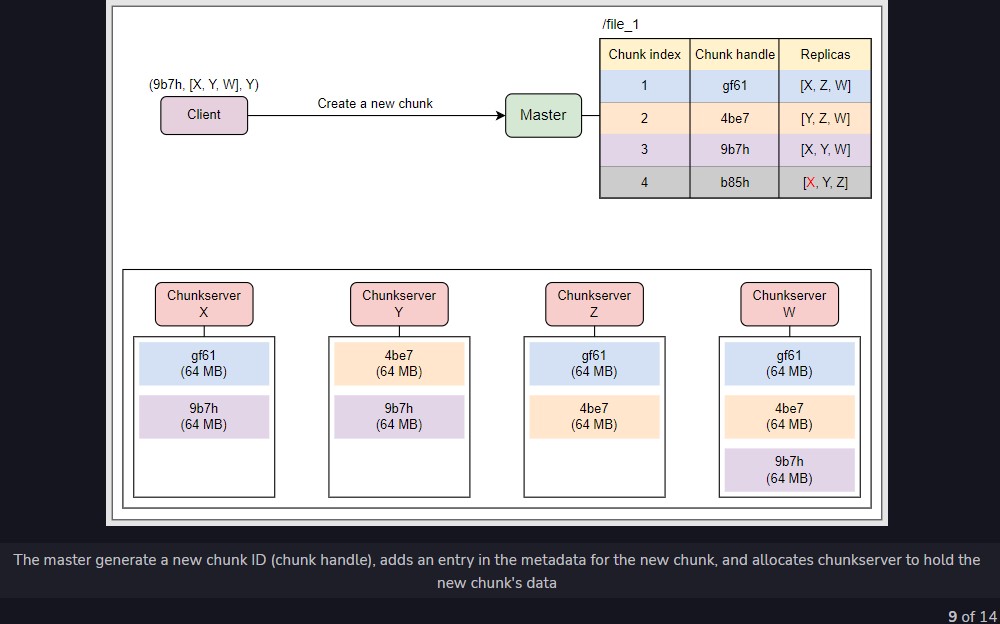 /file_1
Chunk index Chunk handle Replicas
1 gf61 [X, Z, W]
2 4be7 [Y, Z, W]
3 9b7h [X, Y, W]
4 b85h [X, Y, Z]
(9b7h, [X, Y, W], Y)
Client
Create a new chunk
Master
Chunkserver
X
gf61
(64 MB)
9b7h
(64 MB)
Chunkserver
Y
4be7
(64 MB)
9b7h
(64 MB)
Chunkserver
Z
gf61
(64 MB)
4be7
(64 MB)
Chunkserver
W
gf61
(64 MB)
4be7
(64 MB)
9b7h
(64 MB)
The master generate a new chunk ID (chunk handle), adds an entry in the metadata for the new chunk, and allocates chunkserver to hold the
new chunk's data
9 of 14